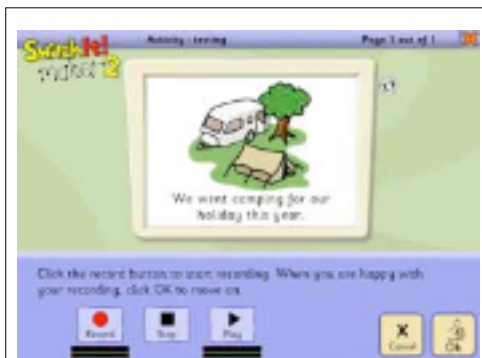 SwitchIt!
maker 2
Activity : testing
Page 1 out of 1
We went camping for our
holiday this year.
Click the record button to start recording. When you are happy with
your recording, click OK to move on.
Record
Stop
Play
Cancel
Ok